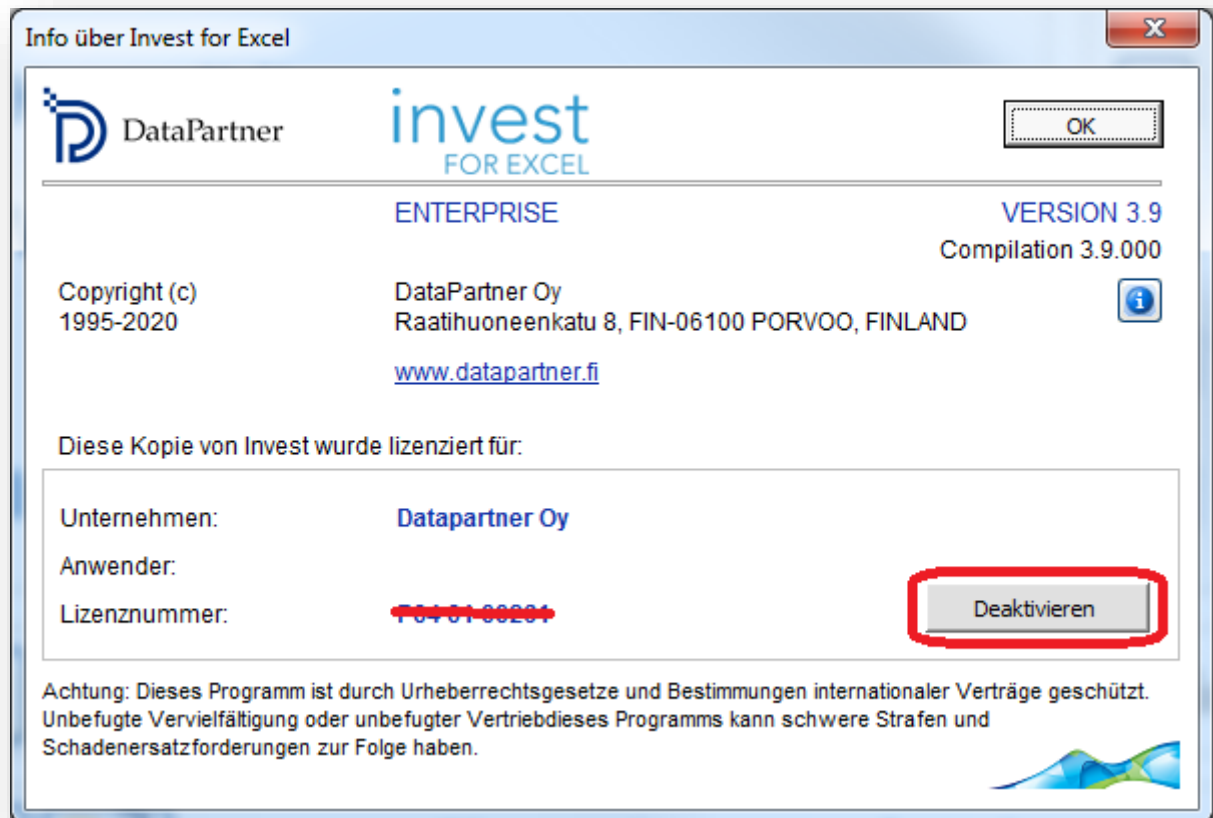 Info über Invest for Excel
DataPartner
invest
FOR EXCEL
OK
ENTERPRISE
VERSION 3.9
Compilation 3.9.000
Copyright (c)
1995-2020
DataPartner Oy
Raatihuoneenkatu 8, FIN-06100 PORVOO, FINLAND
www.datapartner.fi
Diese Kopie von Invest wurde lizenziert für:
Unternehmen:
Datapartner Oy
Anwender:
Lizenznummer:
Deaktivieren
Achtung: Dieses Programm ist durch Urheberrechtsgesetze und Bestimmungen internationaler Verträge geschützt.
Unbefugte Vervielfältigung oder unbefugter Vertriebdieses Programms kann schwere Strafen und
Schadenersatzforderungen zur Folge haben.